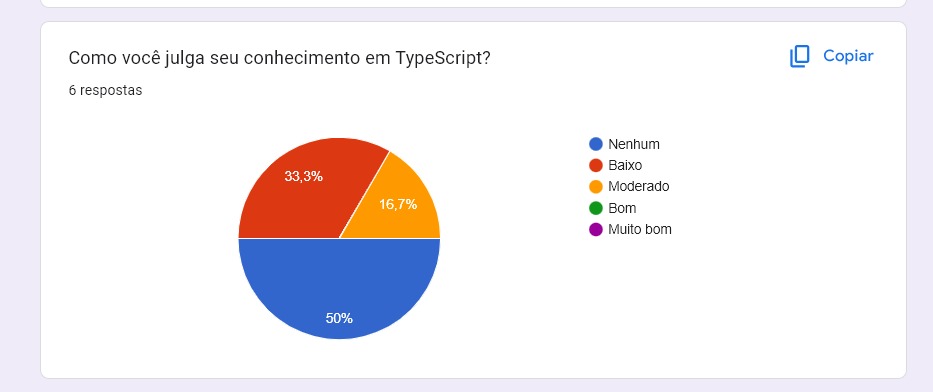 Como você julga seu conhecimento em TypeScript?
Copiar
6 respostas
33,3%
16,7%
50%
Nenhum
Baixo
Moderado
Bom
Muito bom